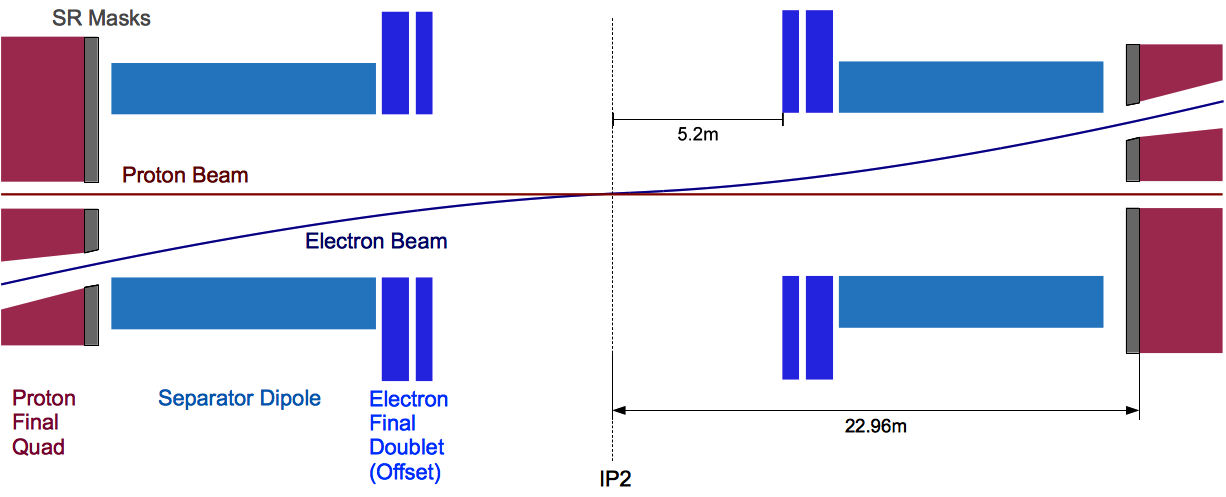 SR Masks
5.2m
Proton Beam
Electron Beam
Proton
Final
Quad
Separator Dipole
Electron
Final
Doublet
(Offset)
22.96m
IP2